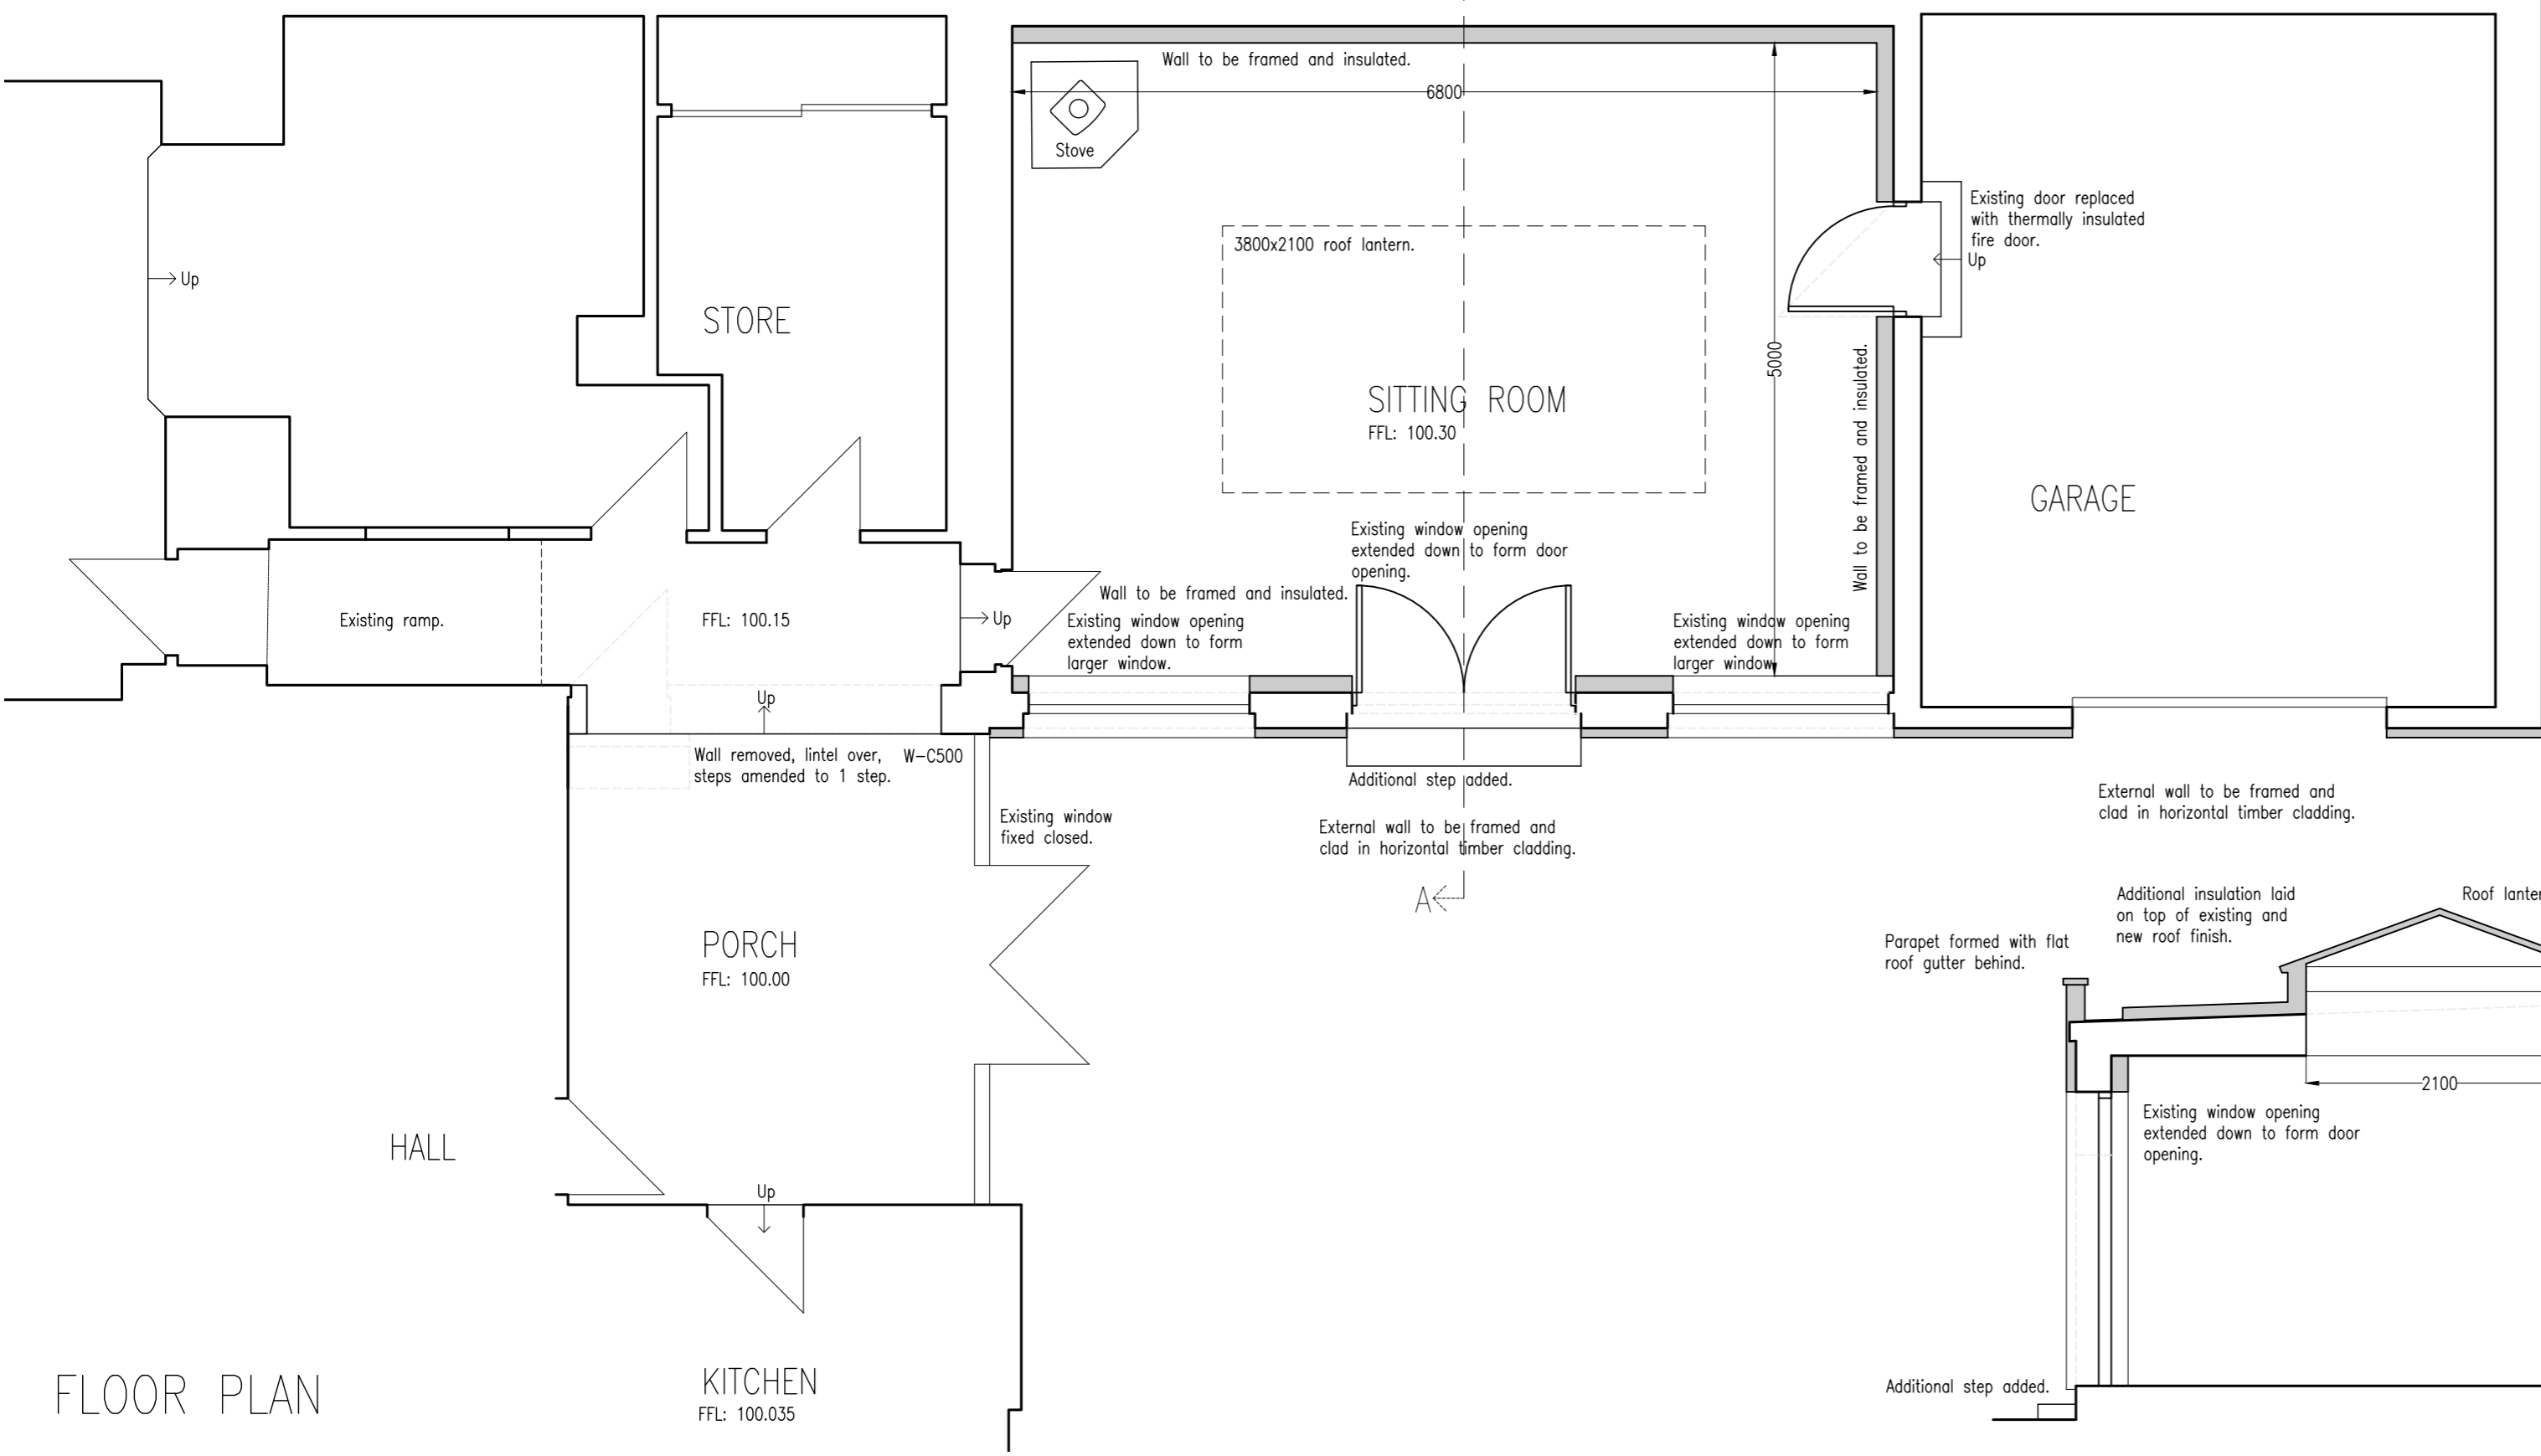 Wall to be framed and insulated.
6800
Stove
Existing door replaced
with thermally insulated
fire door.
Up
3800x2100 roof lantern.
Up
STORE
5000
Wall to be framed and insulated.
SITTING ROOM
FFL: 100.30
GARAGE
Existing window opening
extended down to form door
opening.
Wall to be framed and insulated.
Existing window opening
extended down to form
larger window.
Existing window opening
extended down to form
larger window.
Existing ramp.
FFL: 100.15
Up
Up
Wall removed, lintel over,
steps amended to 1 step.
W-C500
Additional step added.
Existing window
fixed closed.
External wall to be framed and
clad in horizontal timber cladding.
External wall to be framed and
clad in horizontal timber cladding.
A
Additional insulation laid
on top of existing and
new roof finish.
Roof lanter
Parapet formed with flat
roof gutter behind.
PORCH
FFL: 100.00
2100
Existing window opening
extended down to form door
opening.
HALL
Up
KITCHEN
FFL: 100.035
Additional step added.
FLOOR PLAN